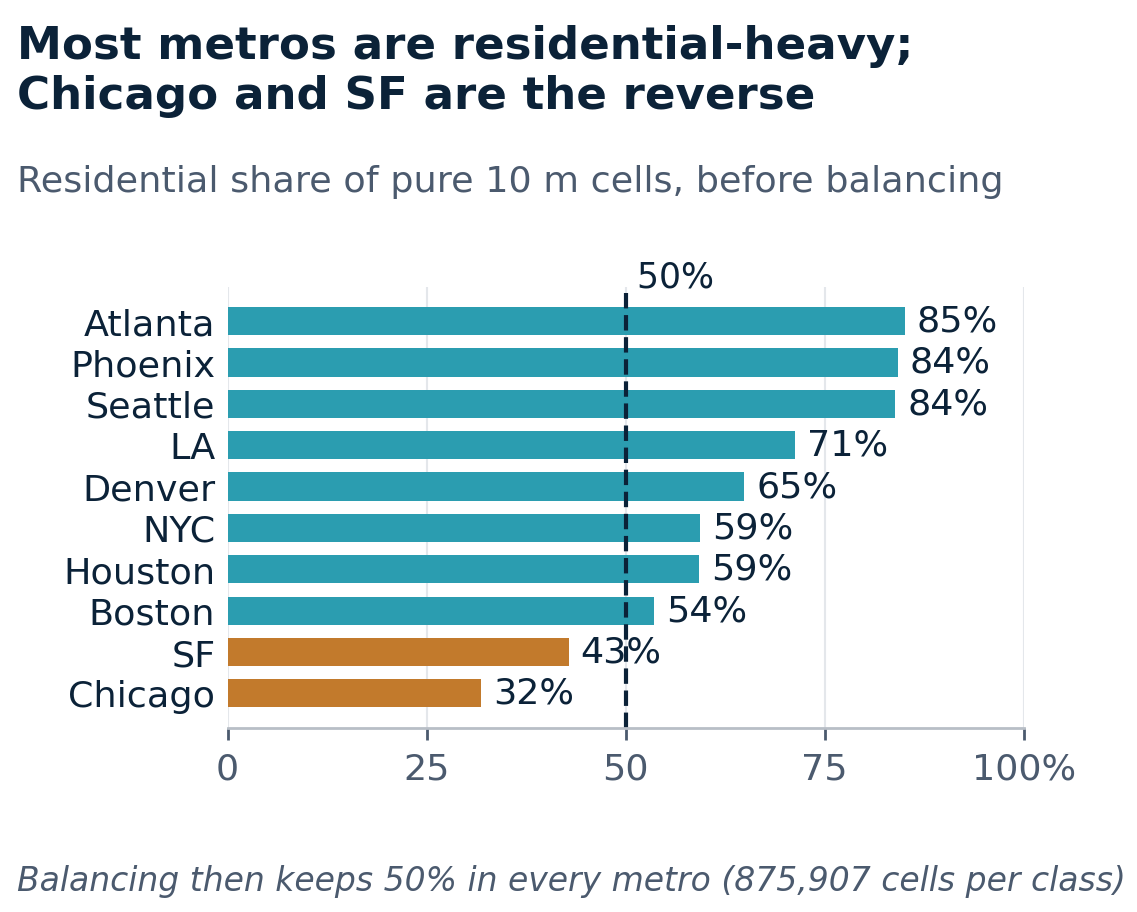 Most metros are residential-heavy;
Chicago and SF are the reverse
Residential share of pure 10 m cells, before balancing
50%
Atlanta 85%
Phoenix 84%
Seattle 84%
LA 71%
Denver 65%
NYC 59%
Houston 59%
Boston 54%
SF 43%
Chicago 32%
0 25 50 75 100%
Balancing then keeps 50% in every metro (875,907 cells per class)